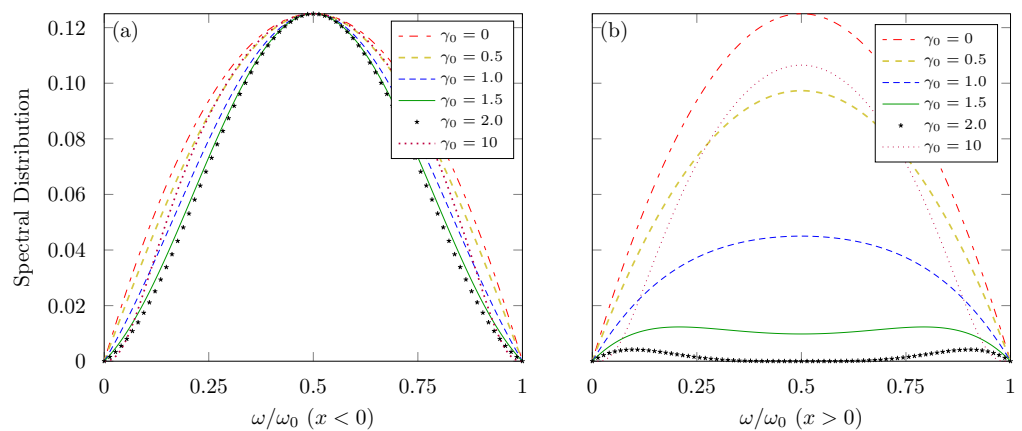 (a)
γ₀ = 0
γ₀ = 0.5
γ₀ = 1.0
γ₀ = 1.5
γ₀ = 2.0
γ₀ = 10
0.12
0.10
0.08
0.06
0.04
0.02
0
Spectral Distribution
0 0.25 0.5 0.75 1
ω/ω₀ (x < 0)
(b)
γ₀ = 0
γ₀ = 0.5
γ₀ = 1.0
γ₀ = 1.5
γ₀ = 2.0
γ₀ = 10
0 0.25 0.5 0.75 1
ω/ω₀ (x > 0)